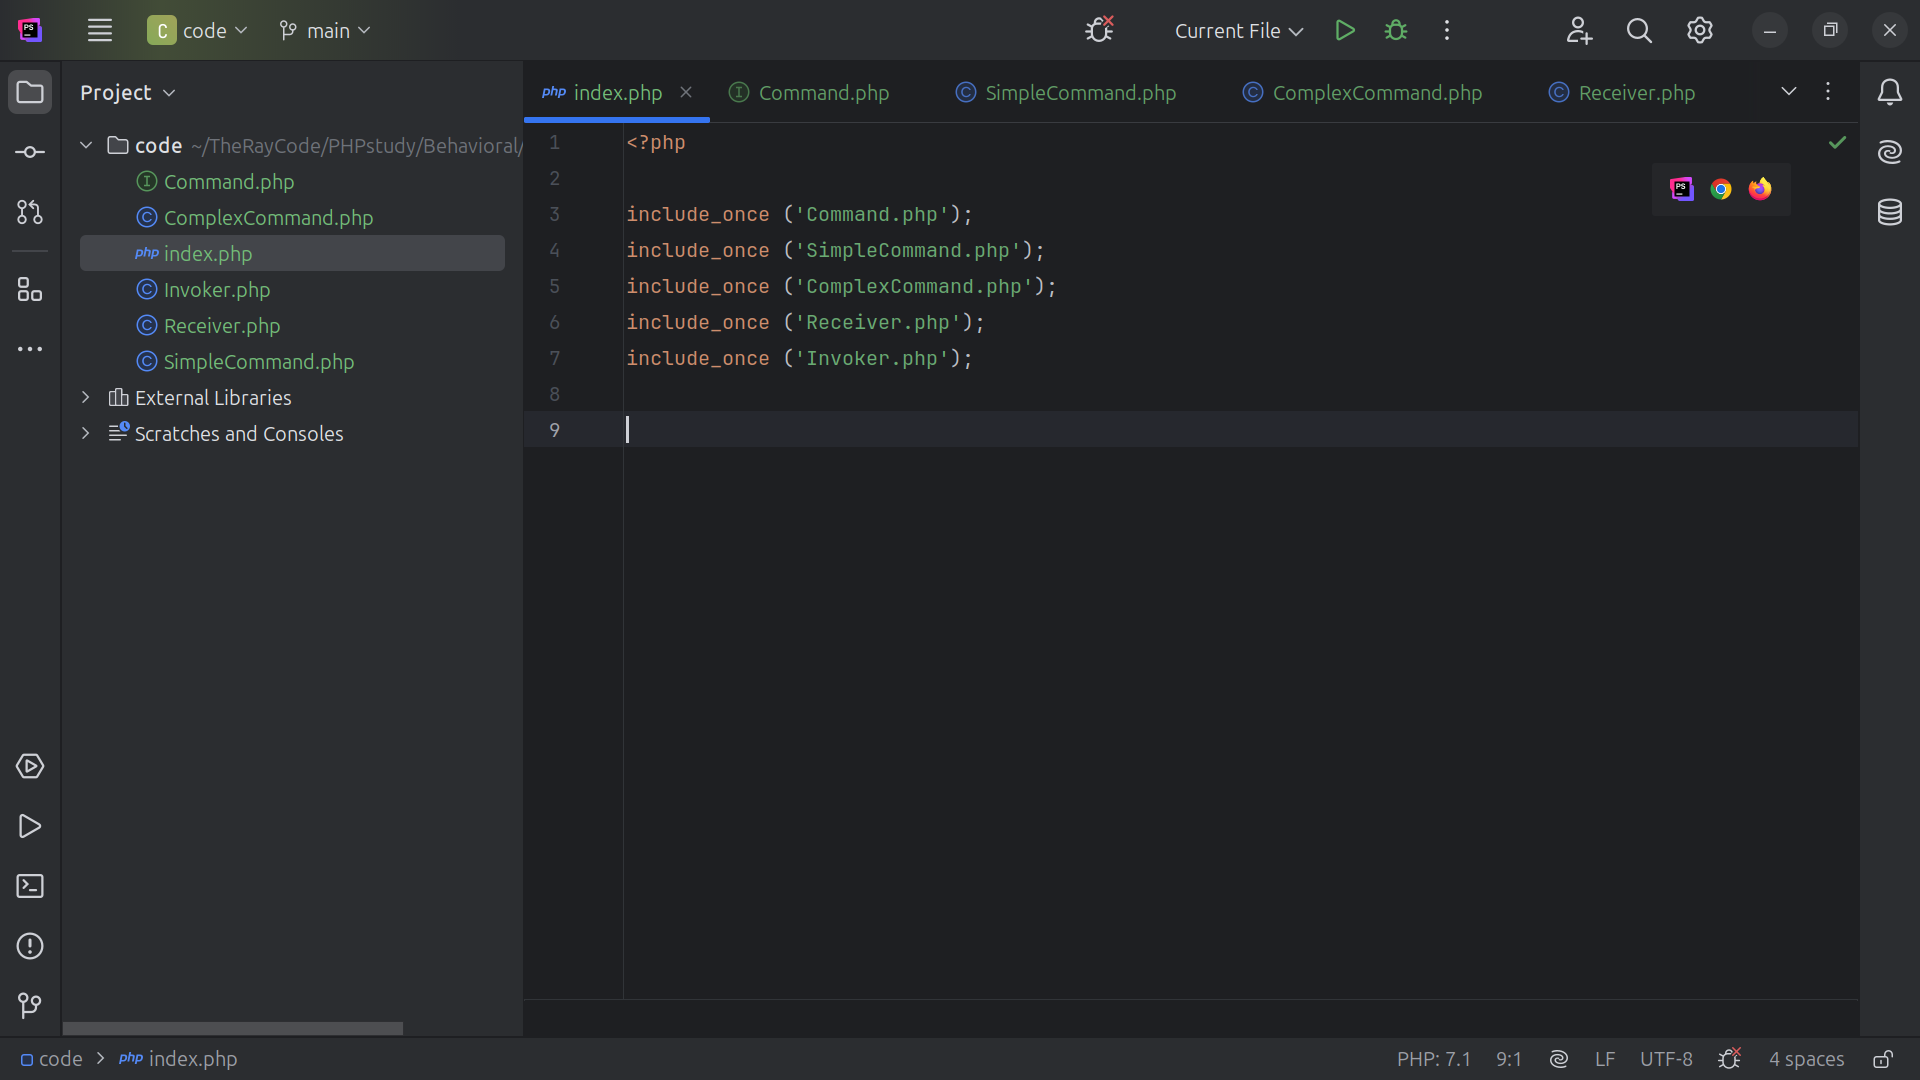 PS
C code
main
Current File
Project
php index.php
Command.php
SimpleCommand.php
ComplexCommand.php
Receiver.php
code ~/TheRayCode/PHPstudy/Behavioral/
Command.php
ComplexCommand.php
php index.php
Invoker.php
Receiver.php
SimpleCommand.php
External Libraries
Scratches and Consoles
1 <?php
2
3 include_once ('Command.php');
4 include_once ('SimpleCommand.php');
5 include_once ('ComplexCommand.php');
6 include_once ('Receiver.php');
7 include_once ('Invoker.php');
8
9
code
php index.php
PHP: 7.1
9:1
LF
UTF-8
4 spaces